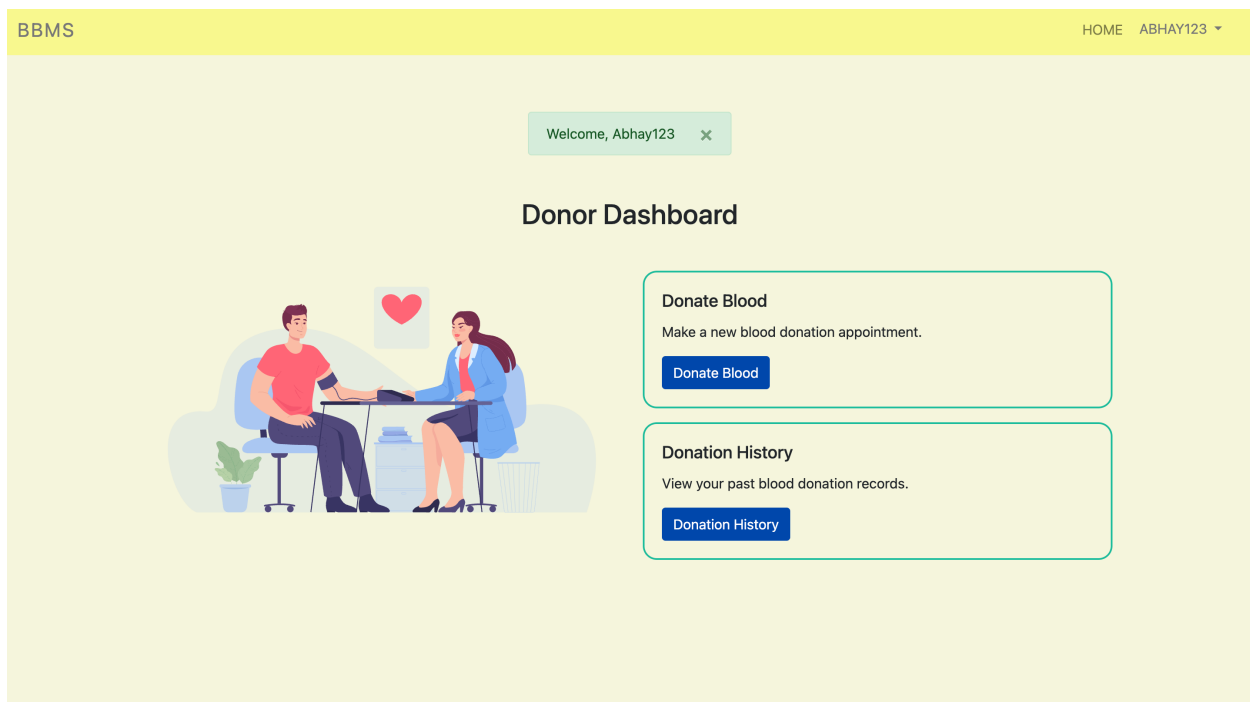 BBMS
HOME
ABHAY123
Welcome, Abhay123 ×
Donor Dashboard
Donate Blood
Make a new blood donation appointment.
Donate Blood
Donation History
View your past blood donation records.
Donation History